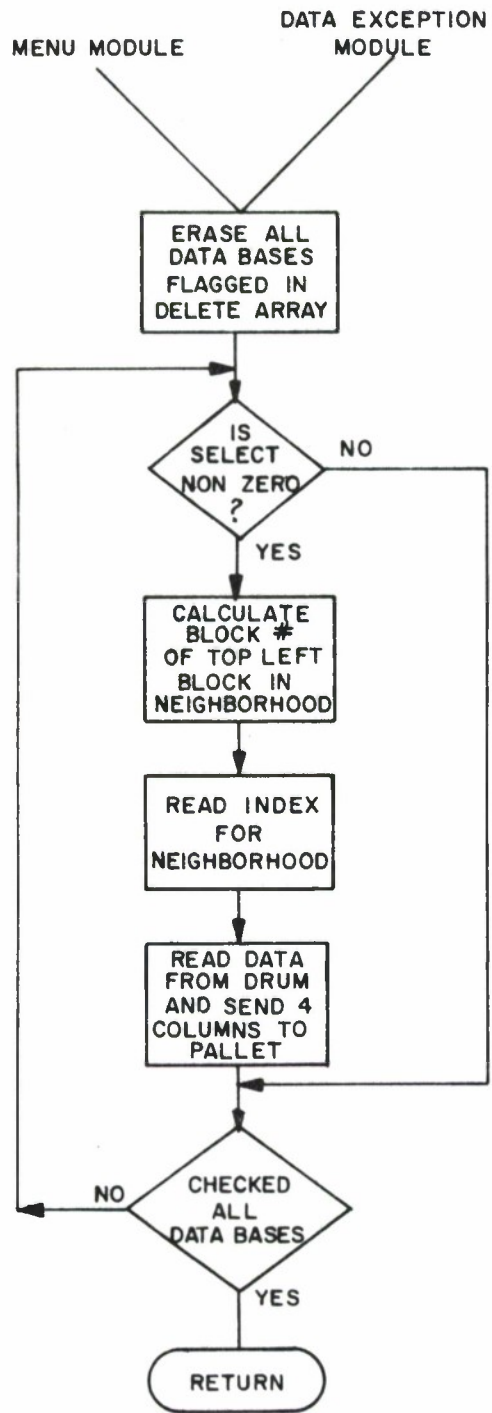 MENU MODULE
DATA EXCEPTION
MODULE
ERASE ALL
DATA BASES
FLAGGED IN
DELETE ARRAY
IS
SELECT
NON ZERO
?
NO
YES
CALCULATE
BLOCK #
OF TOP LEFT
BLOCK IN
NEIGHBORHOOD
READ INDEX
FOR
NEIGHBORHOOD
READ DATA
FROM DRUM
AND SEND 4
COLUMNS TO
PALLET
NO
CHECKED
ALL
DATA BASES
YES
RETURN